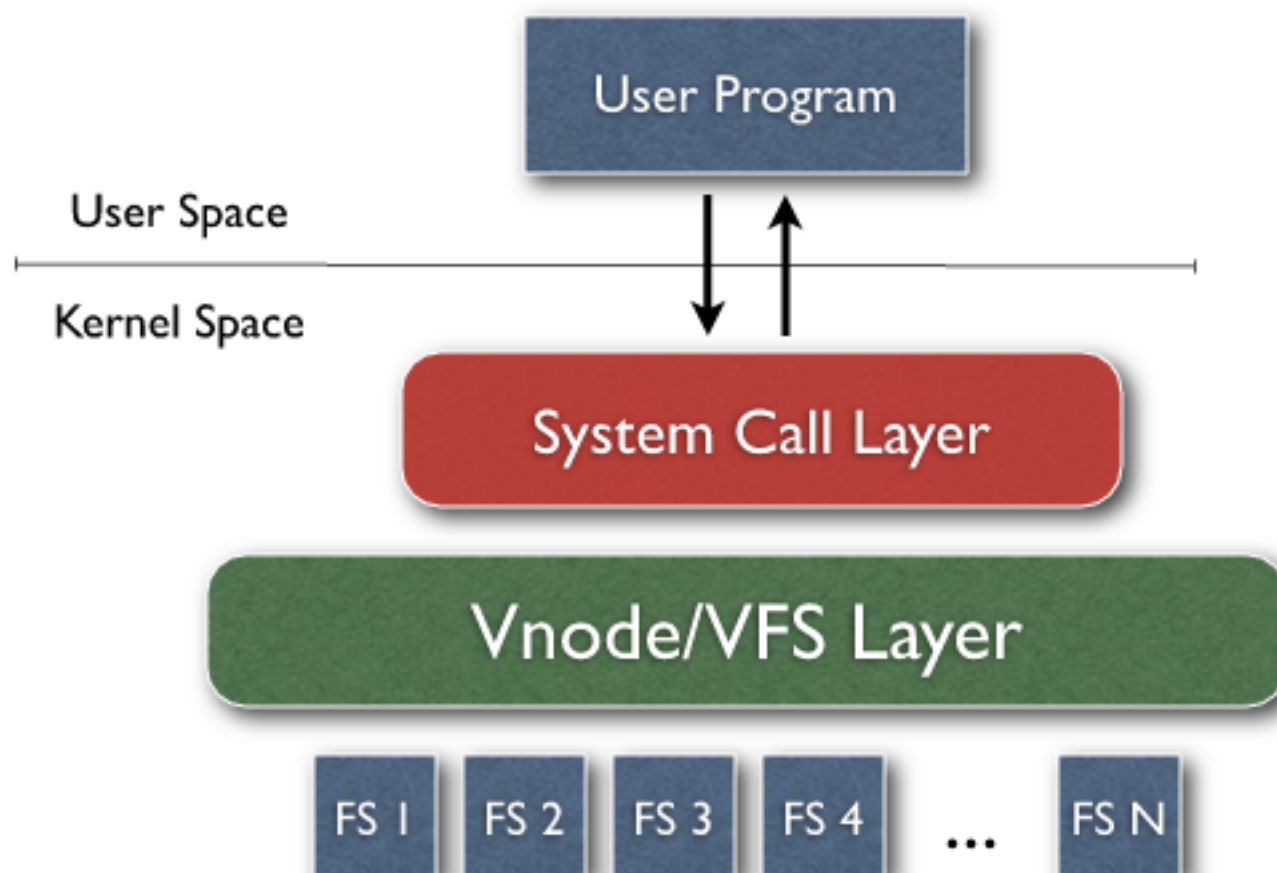 User Program
User Space
Kernel Space
System Call Layer
Vnode/VFS Layer
FS 1 FS 2 FS 3 FS 4 ... FS N